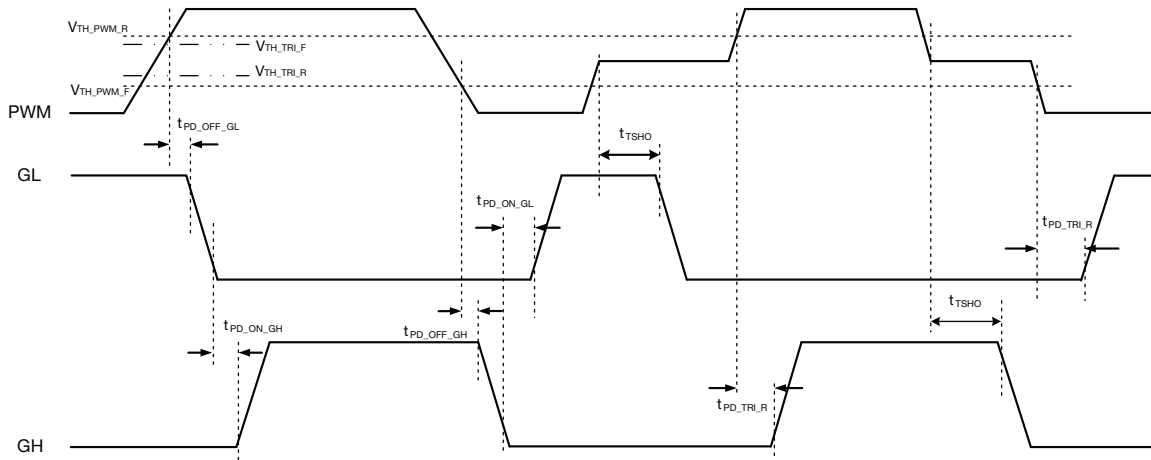 VTH_PWM_R
VTH_TRI_F
VTH_TRI_R
VTH_PWM_F
PWM
tPD_OFF_GL
tTSHO
GL
tPD_ON_GL
tPD_TRI_R
tTSHO
tPD_ON_GH
tPD_OFF_GH
tPD_TRI_R
GH